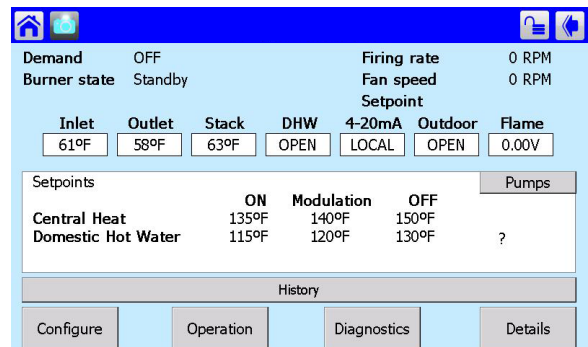 Demand OFF Firing rate 0 RPM
Burner state Standby Fan speed 0 RPM
Setpoint
Inlet Outlet Stack DHW 4-20mA Outdoor Flame
61ºF 58ºF 63ºF OPEN LOCAL OPEN 0.00V
Setpoints Pumps
ON Modulation OFF
Central Heat 135ºF 140ºF 150ºF
Domestic Hot Water 115ºF 120ºF 130ºF ?
History
Configure Operation Diagnostics Details